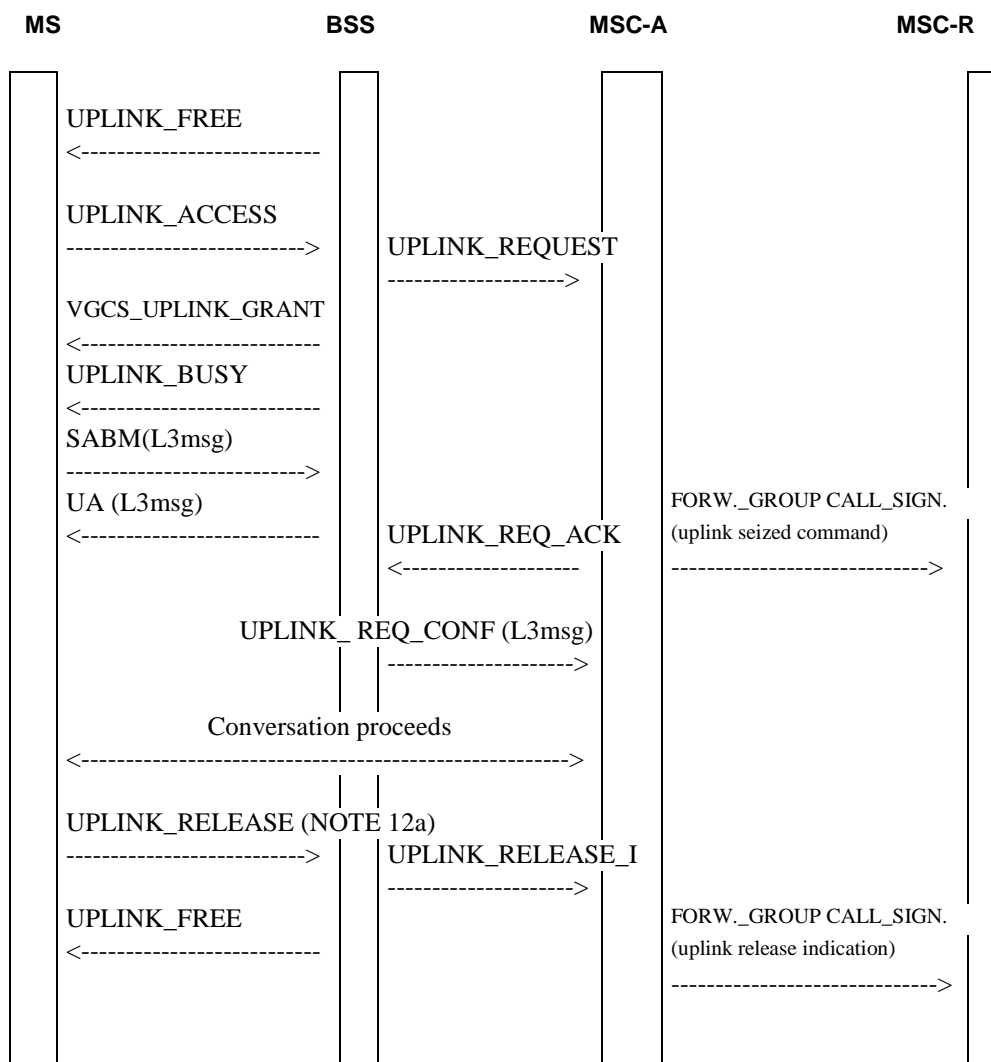 MS BSS MSC-A MSC-R
UPLINK_FREE
<---------------------------
UPLINK_ACCESS
--------------------------->
UPLINK_REQUEST
-------------------->
VGCS_UPLINK_GRANT
<---------------------------
UPLINK_BUSY
<---------------------------
SABM(L3msg)
--------------------------->
UA (L3msg)
<---------------------------
FORW._GROUP CALL_SIGN.
(uplink seized command)
----------------------------->
UPLINK_REQ_ACK
<--------------------
UPLINK_ REQ_CONF (L3msg)
--------------------->
Conversation proceeds
<------------------------------------------------------->
UPLINK_RELEASE (NOTE 12a)
--------------------------->
UPLINK_RELEASE_I
--------------------->
UPLINK_FREE
<---------------------------
FORW._GROUP CALL_SIGN.
(uplink release indication)
------------------------------>